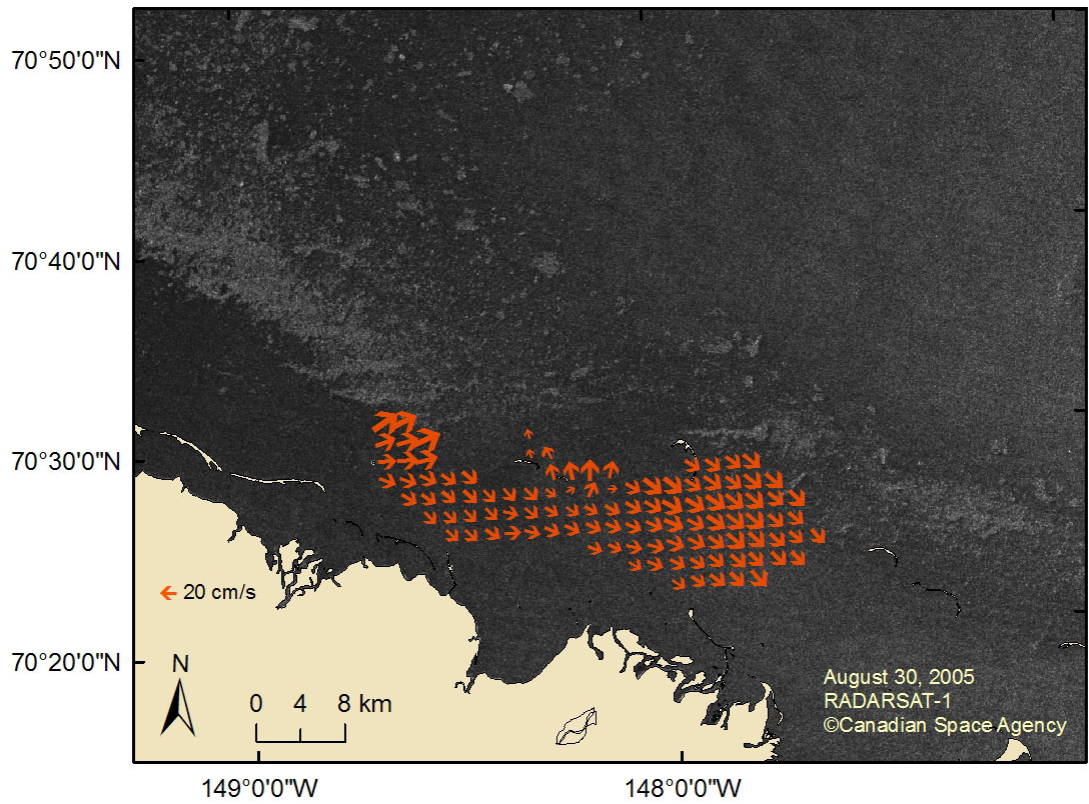 70°50'0"N
70°40'0"N
70°30'0"N
20 cm/s
70°20'0"N
N
0 4 8 km
August 30, 2005
RADARSAT-1
©Canadian Space Agency
149°0'0"W
148°0'0"W